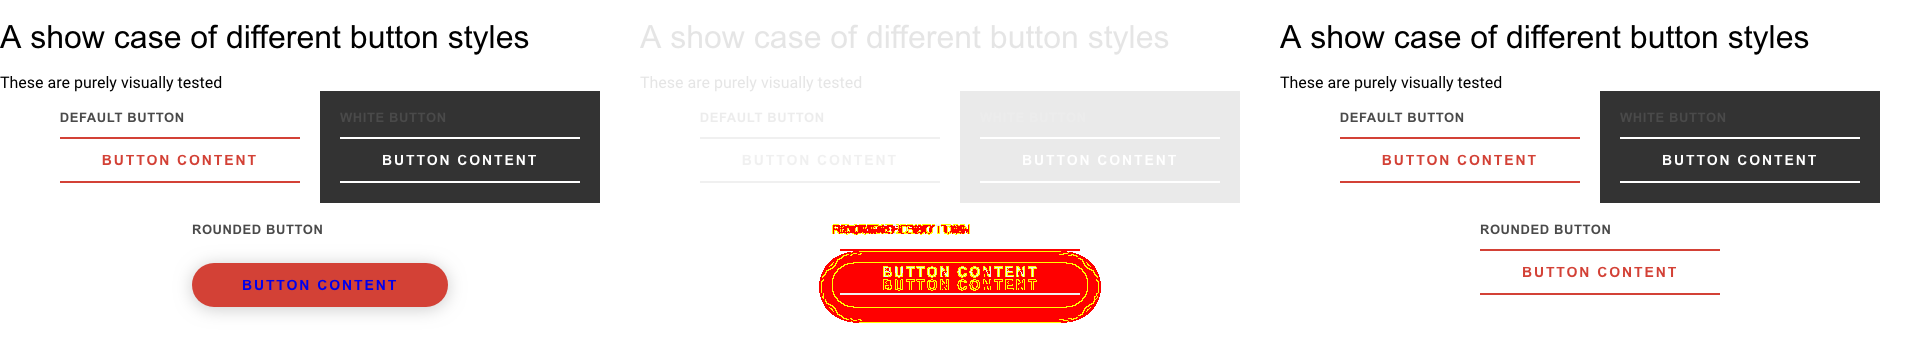 A show case of different button styles
These are purely visually tested
DEFAULT BUTTON
WHITE BUTTON
BUTTON CONTENT
BUTTON CONTENT
ROUNDED BUTTON
BUTTON CONTENT
A show case of different button styles
These are purely visually tested
DEFAULT BUTTON
BUTTON CONTENT
BUTTON CONTENT
BUTTON CONTENT
BUTTON CONTENT
A show case of different button styles
These are purely visually tested
DEFAULT BUTTON
WHITE BUTTON
BUTTON CONTENT
BUTTON CONTENT
ROUNDED BUTTON
BUTTON CONTENT